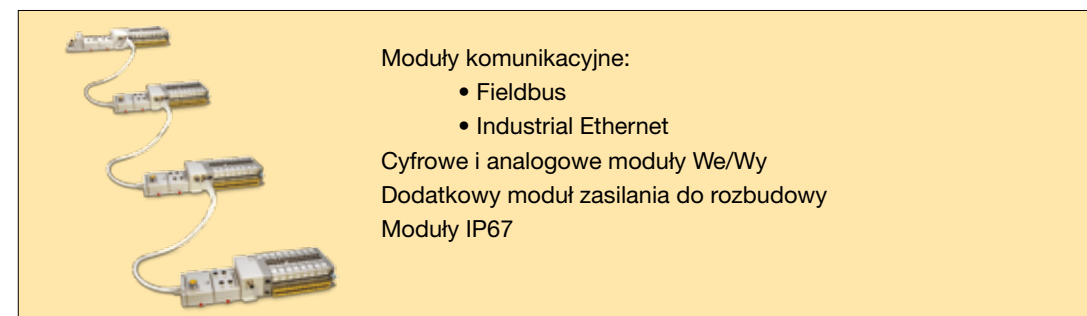 Moduły komunikacyjne:
• Fieldbus
• Industrial Ethernet
Cyfrowe i analogowe moduły We/Wy
Dodatkowy moduł zasilania do rozbudowy
Moduły IP67